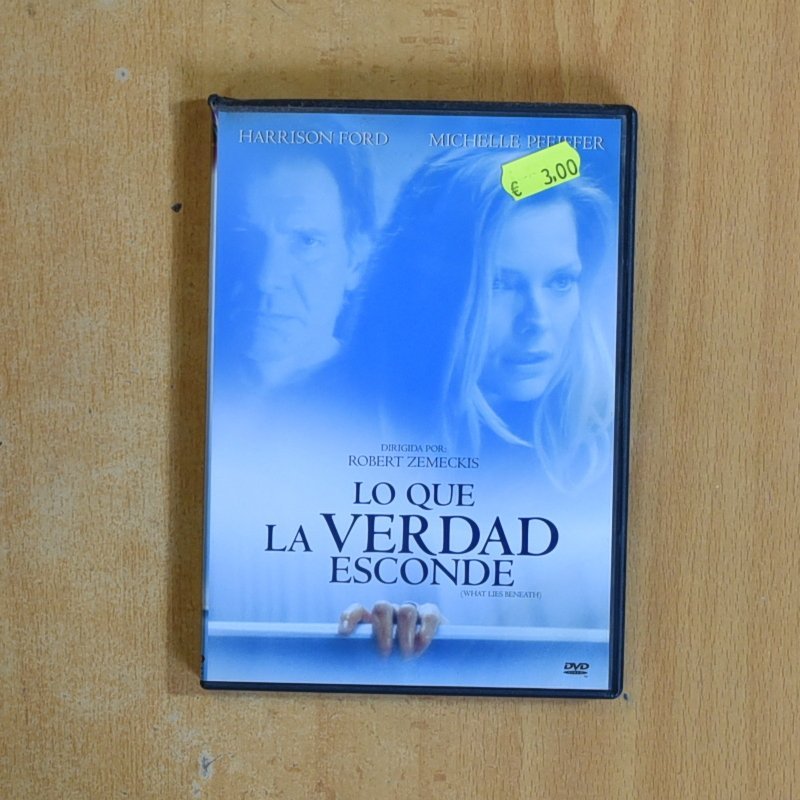 HARRISON FORD MICHELLE PFEIFFER
€ 3,00
DIRIGIDA POR:
ROBERT ZEMECKIS
LO QUE
LA VERDAD
ESCONDE
(WHAT LIES BENEATH)
DVD
VIDEO